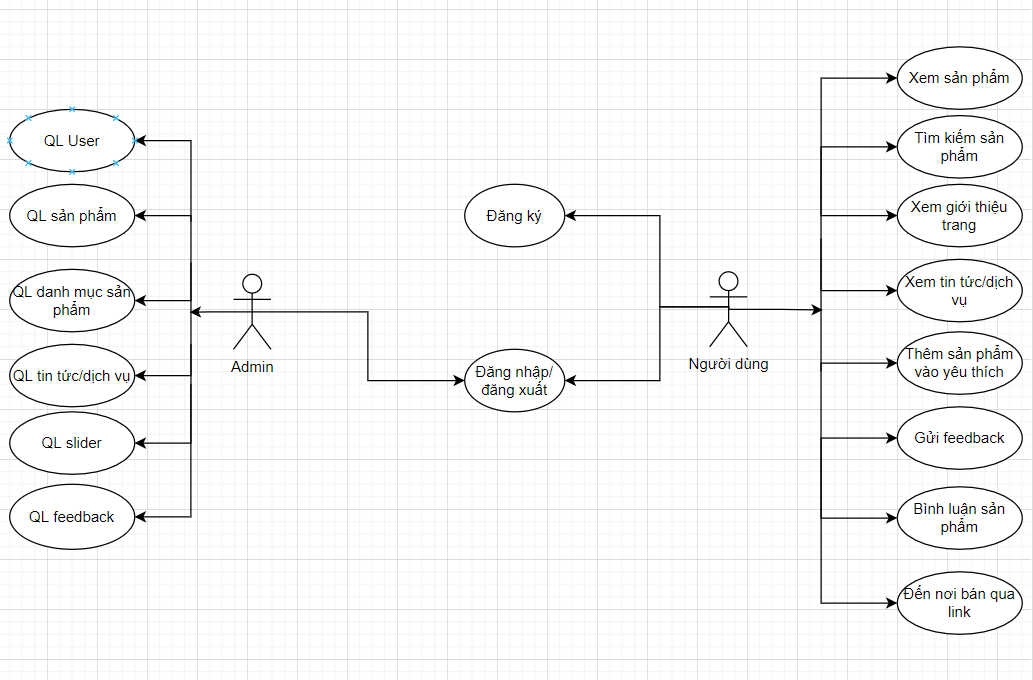 QL User
QL sản phẩm
QL danh mục sản
phẩm
QL tin tức/dịch vụ
QL slider
QL feedback
Admin
Đăng ký
Đăng nhập/
đăng xuất
Người dùng
Xem sản phẩm
Tìm kiếm sản
phẩm
Xem giới thiệu
trang
Xem tin tức/dịch
vụ
Thêm sản phẩm
vào yêu thích
Gửi feedback
Bình luận sản
phẩm
Đến nơi bán qua
link